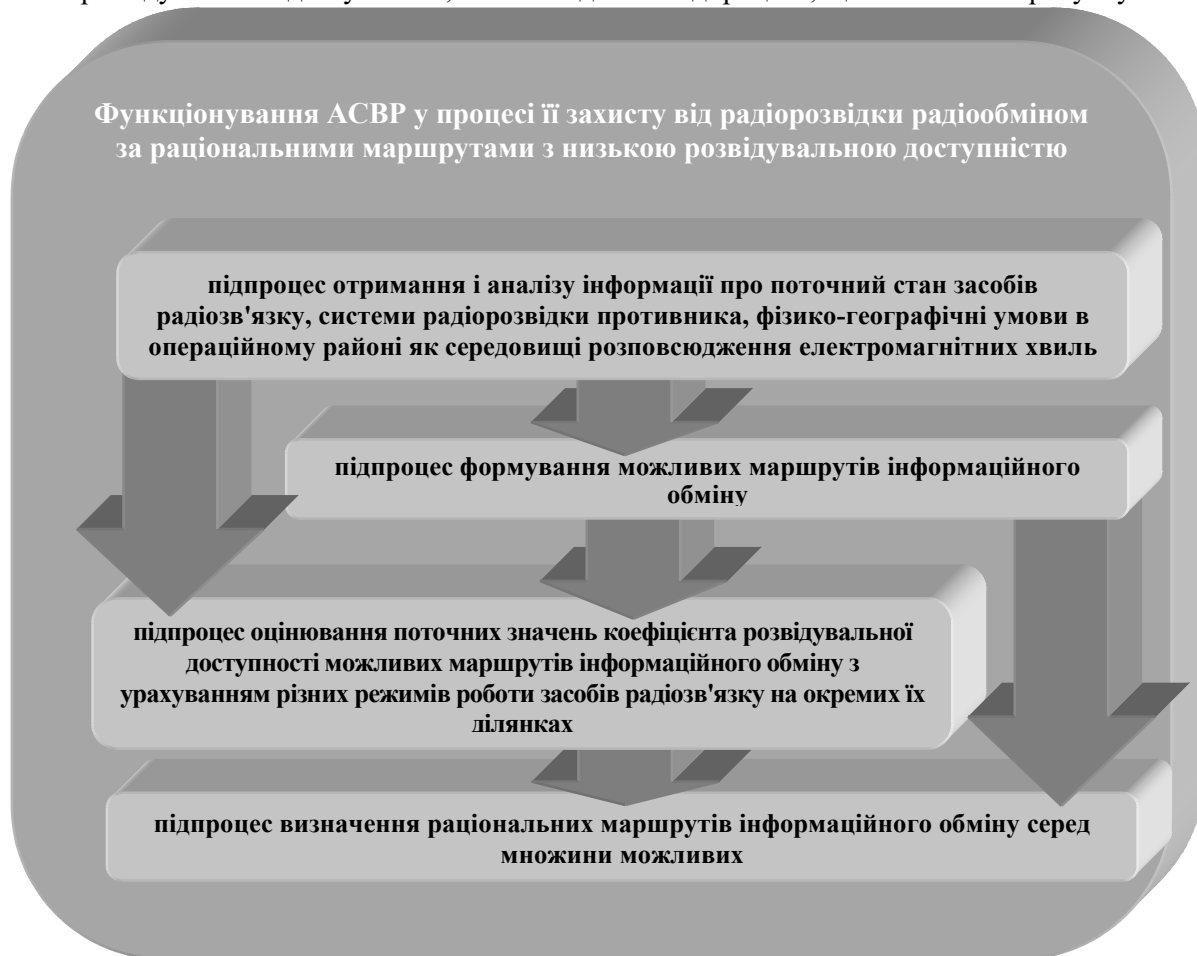 Функціонування АСВР у процесі її захисту від радіорозвідки радіообміном
за раціональними маршрутами з низькою розвідувальною доступністю
підпроцес отримання і аналізу інформації про поточний стан засобів
радіозв'язку, системи радіорозвідки противника, фізико-географічні умови в
операційному районі як середовищі розповсюдження електромагнітних хвиль
підпроцес формування можливих маршрутів інформаційного
обміну
підпроцес оцінювання поточних значень коефіцієнта розвідувальної
доступності можливих маршрутів інформаційного обміну з
урахуванням різних режимів роботи засобів радіозв'язку на окремих їх
ділянках
підпроцес визначення раціональних маршрутів інформаційного обміну серед
множини можливих